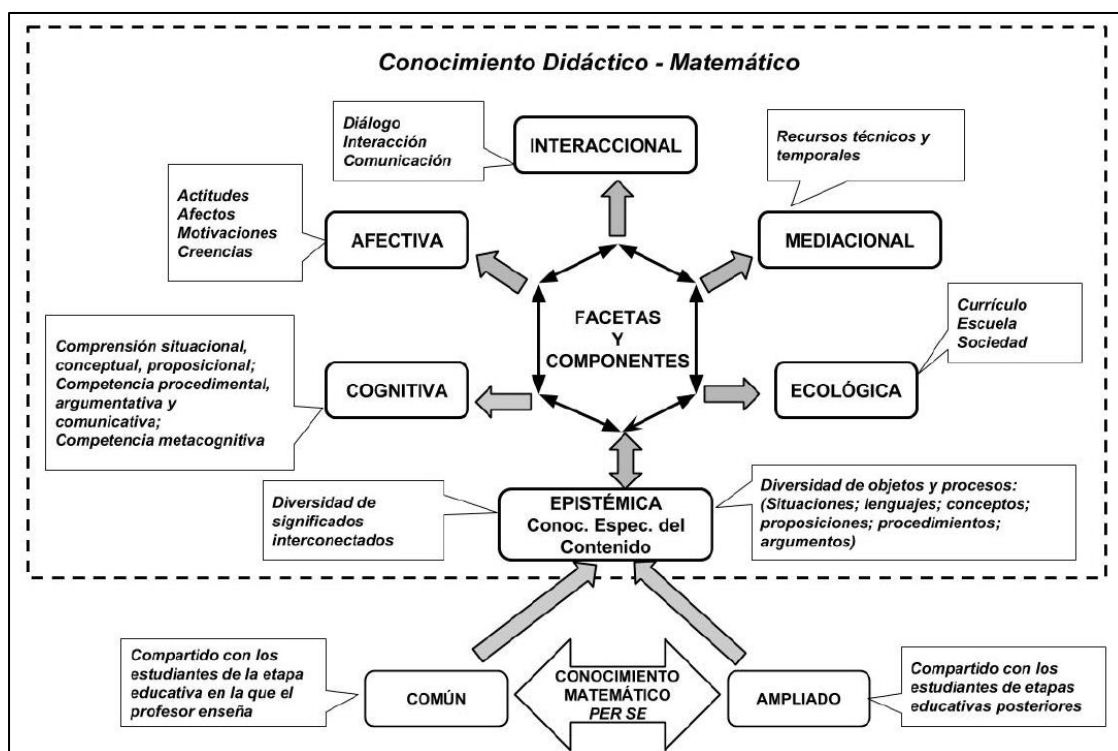 Conocimiento Didáctico - Matemático
Diálogo
Interacción
Comunicación
INTERACCIONAL
Recursos técnicos y
temporales
Actitudes
Afectos
Motivaciones
Creencias
AFECTIVA
MEDIACIONAL
FACETAS
Y
COMPONENTES
Currículo
Escuela
Sociedad
Comprensión situacional,
conceptual, proposicional;
Competencia procedimental,
argumentativa y
comunicativa;
Competencia metacognitiva
COGNITIVA
ECOLÓGICA
Diversidad de
significados
interconectados
EPISTÉMICA
Conoc. Espec. del
Contenido
Diversidad de objetos y procesos:
(Situaciones; lenguajes; conceptos;
proposiciones; procedimientos;
argumentos)
Compartido con los
estudiantes de la etapa
educativa en la que el
profesor enseña
COMÚN
CONOCIMIENTO
MATEMÁTICO
PER SE
AMPLIADO
Compartido con los
estudiantes de etapas
educativas posteriores